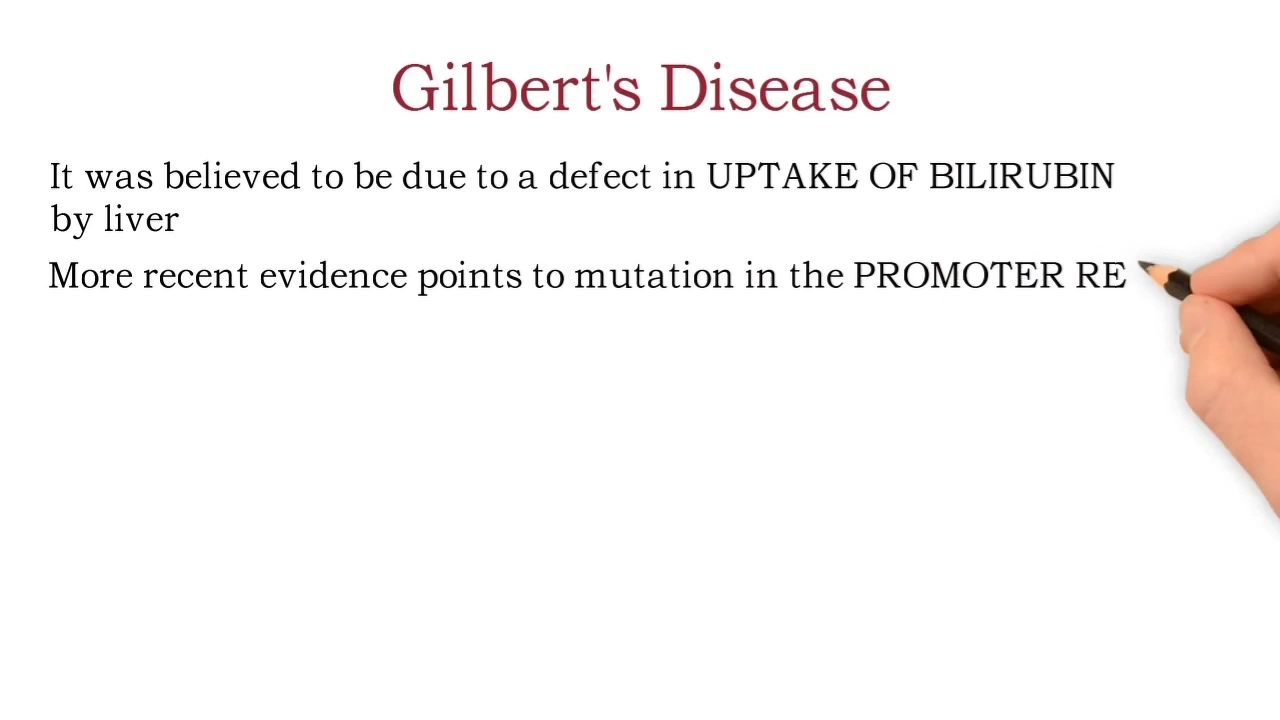 Gilbert's Disease
It was believed to be due to a defect in UPTAKE OF BILIRUBIN
by liver
More recent evidence points to mutation in the PROMOTER RE